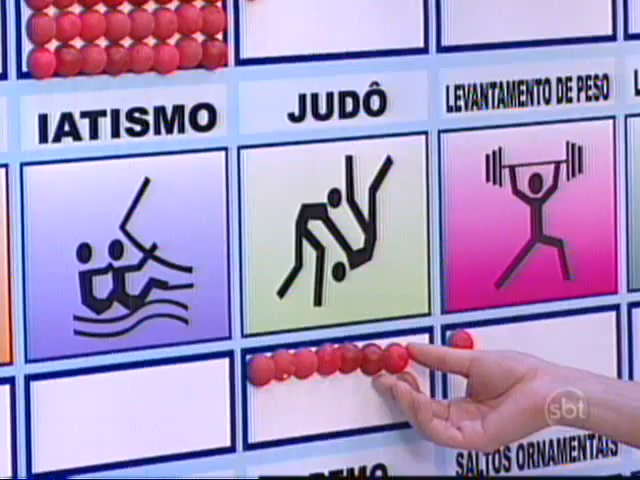 IATISMO
JUDÔ
LEVANTAMENTO DE PESO
sbt
SALTOS ORNAMENTAIS